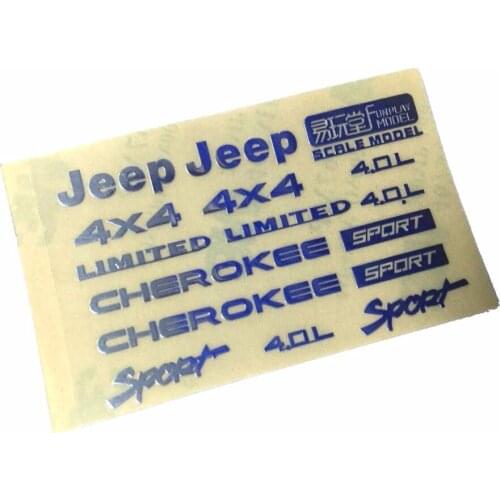 Jeep Jeep
易玩堂 FUNPLAY MODEL
SCALE MODEL
4X4 4X4 4.0L
LIMITED LIMITED 4.0L
CHEROKEE SPORT
CHEROKEE SPORT
Sport 4.0L Sport